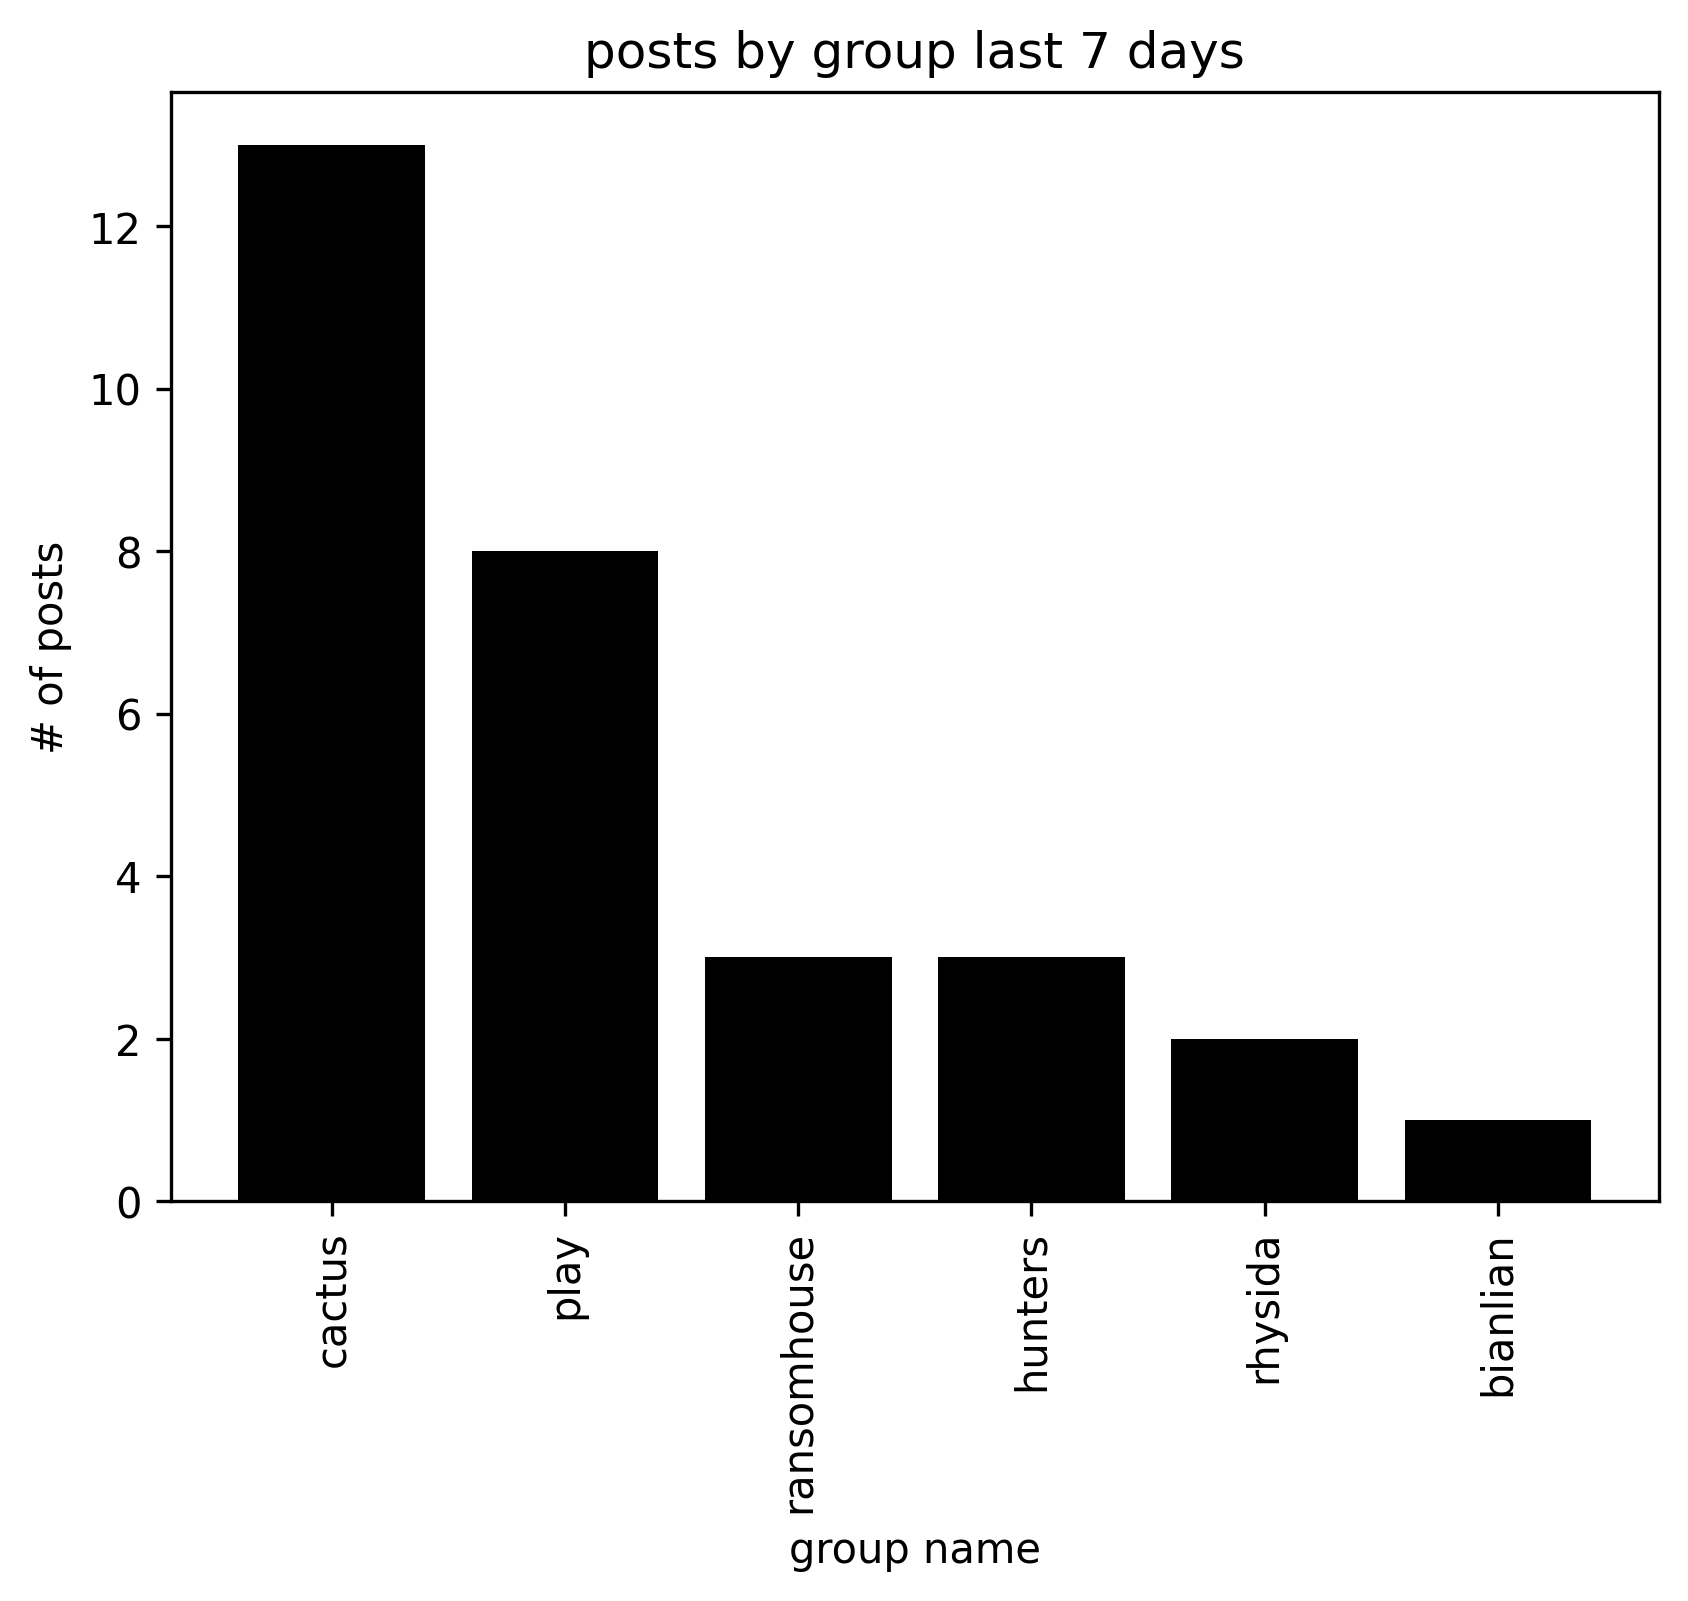 posts by group last 7 days
# of posts
12
10
8
6
4
2
0
cactus
play
ransomhouse
hunters
rhysida
bianlian
group name